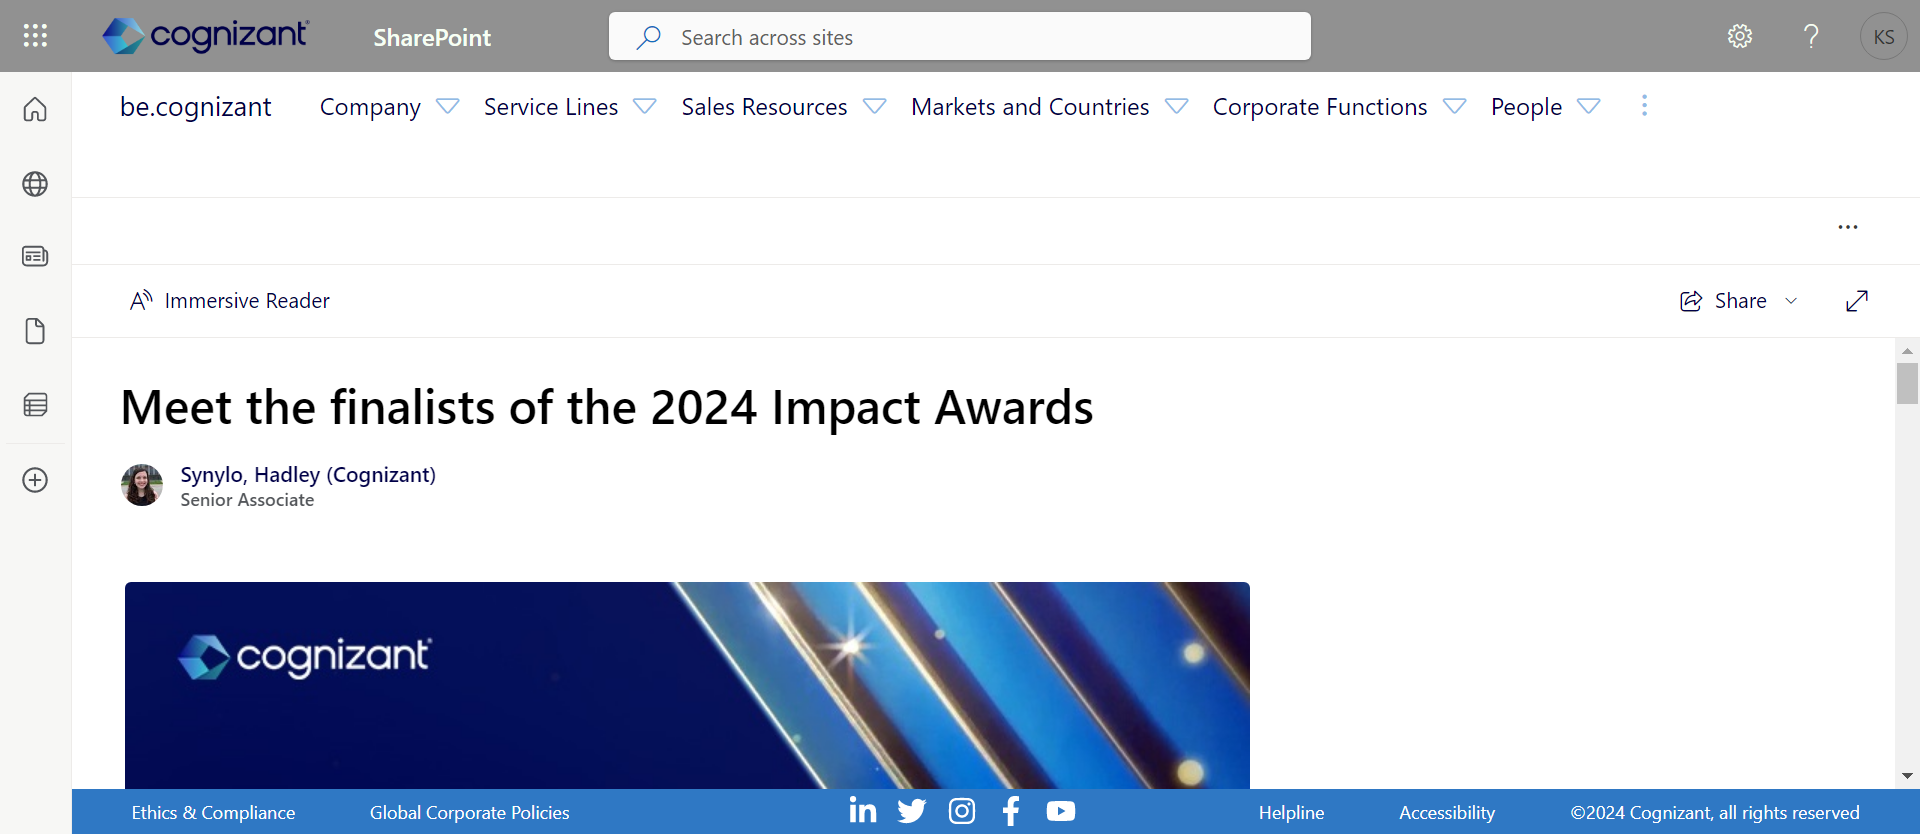 cognizant
SharePoint
Search across sites
KS
be.cognizant
Company
Service Lines
Sales Resources
Markets and Countries
Corporate Functions
People
Immersive Reader
Share
Meet the finalists of the 2024 Impact Awards
Synylo, Hadley (Cognizant)
Senior Associate
cognizant
Ethics & Compliance
Global Corporate Policies
Helpline
Accessibility
©2024 Cognizant, all rights reserved